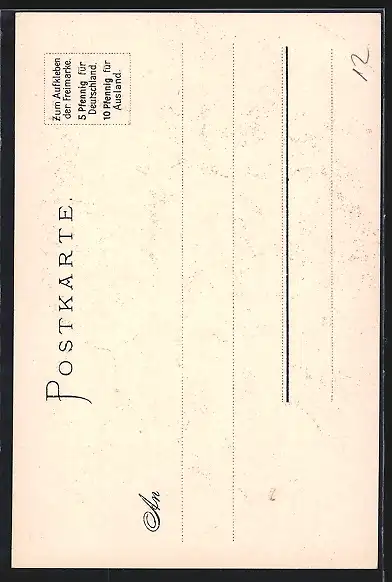 POSTKARTE.
Zum Aufkleben
der Freimarke.
5 Pfennig für
Deutschland.
10 Pfennig für
Ausland.
An
12